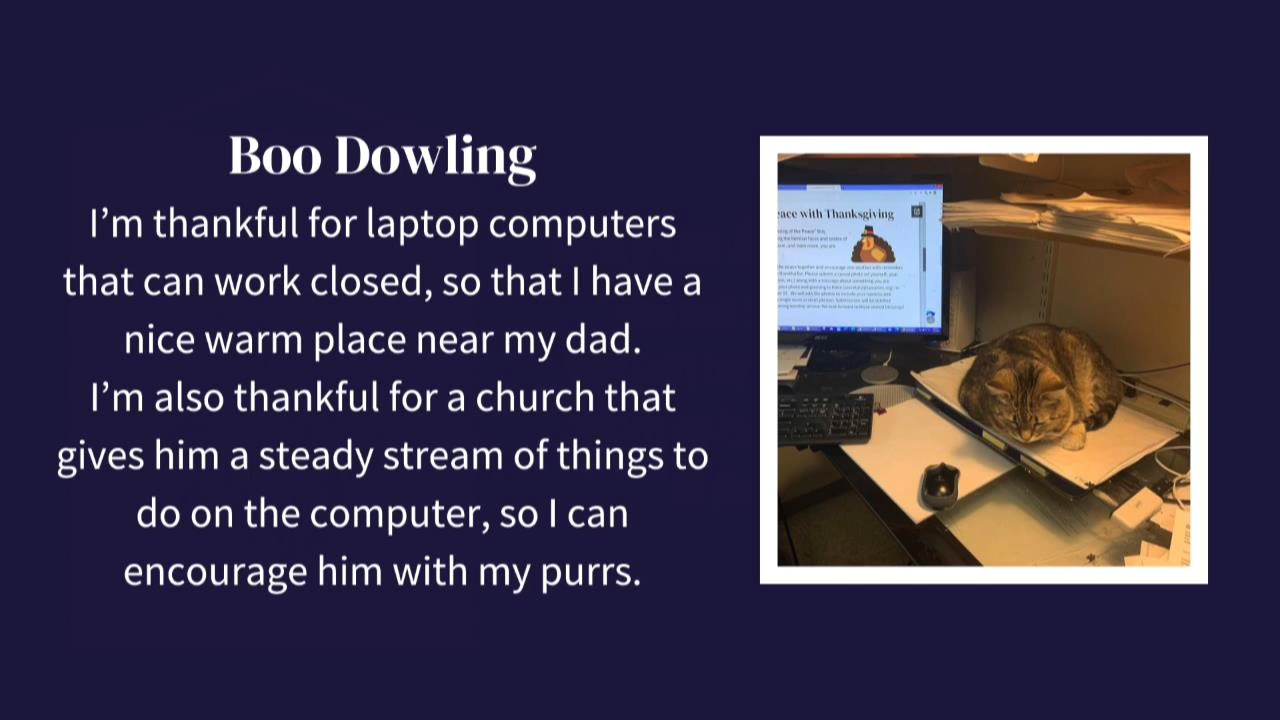 Boo Dowling
I'm thankful for laptop computers
that can work closed, so that I have a
nice warm place near my dad.
I'm also thankful for a church that
gives him a steady stream of things to
do on the computer, so I can
encourage him with my purrs.
eace with Thanksgiving